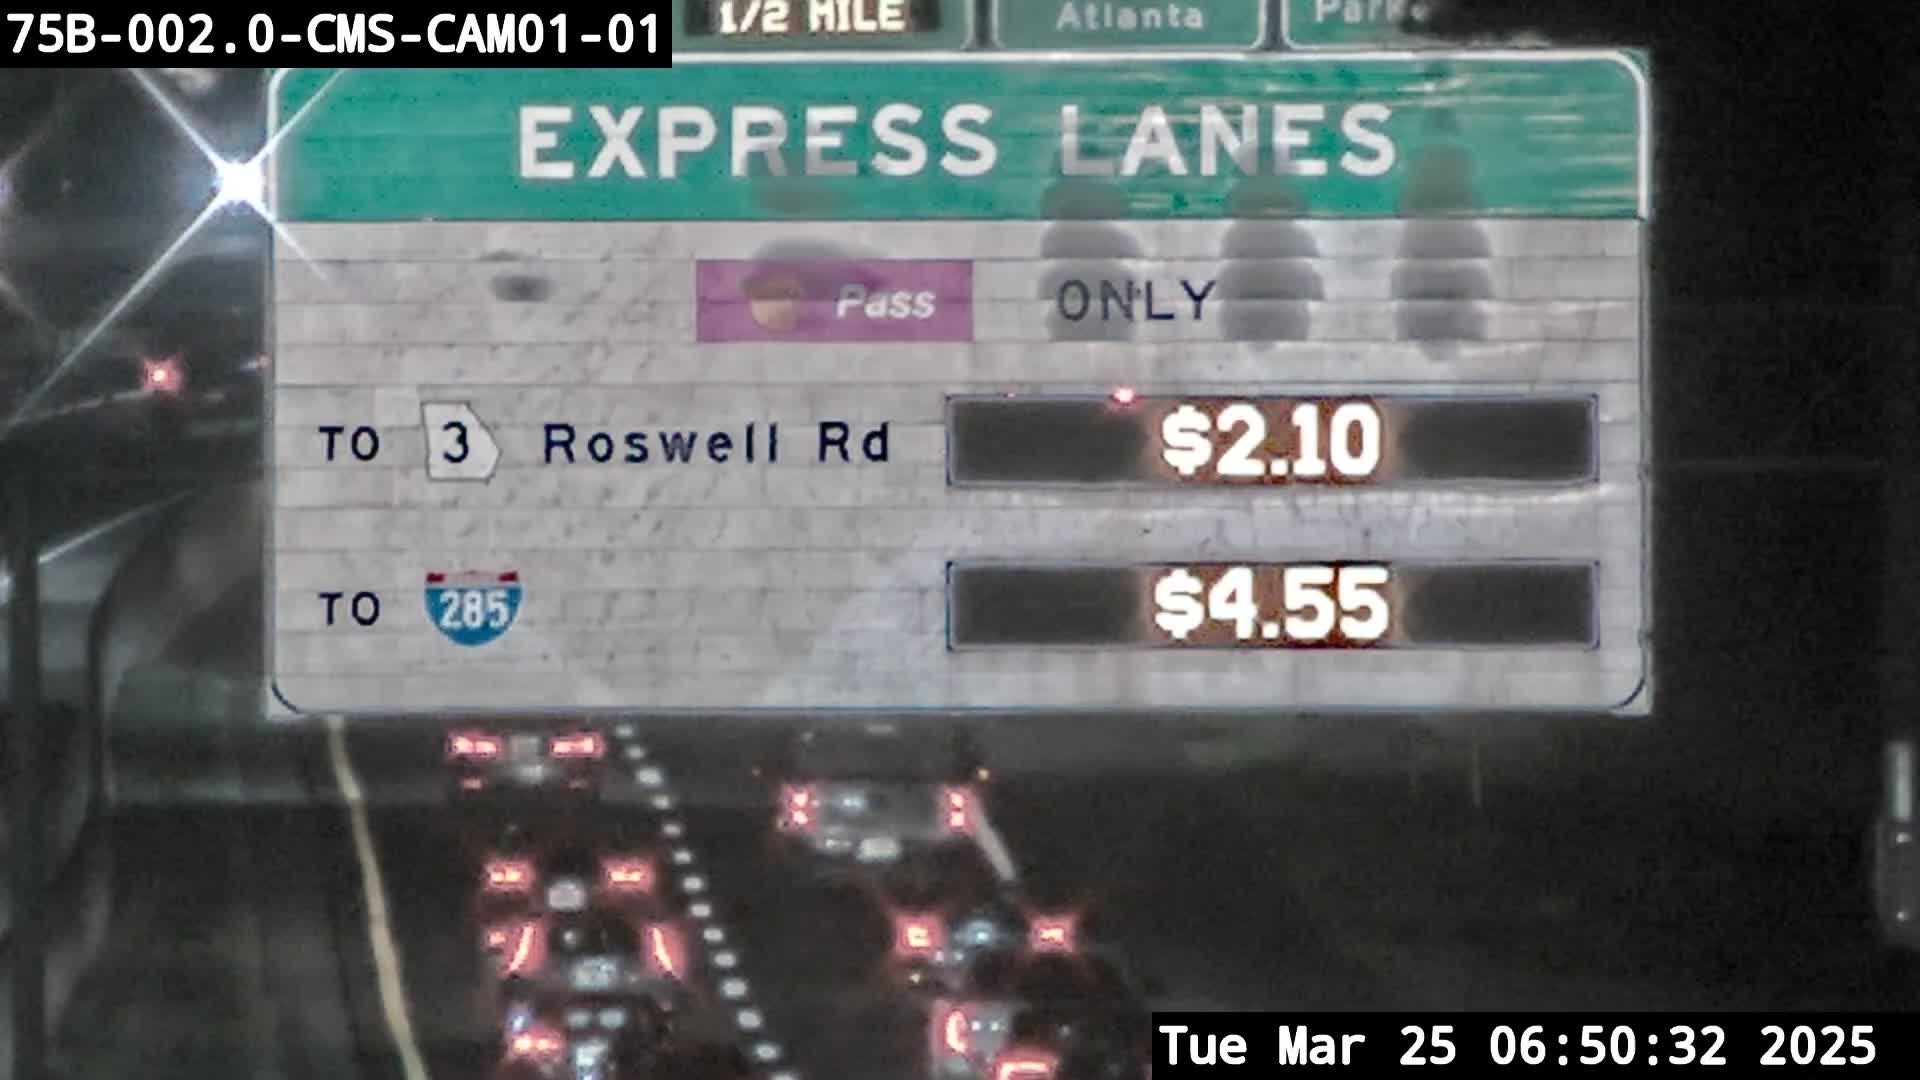 75B-002.0-CMS-CAM01-01
1/2 MILE
Atlanta
EXPRESS LANES
Pass ONLY
TO 3 Roswell Rd $2.10
TO 285 $4.55
Tue Mar 25 06:50:32 2025